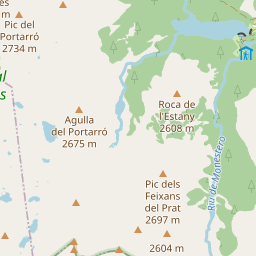 Pic del
Portarró
2734 m
al
s
Agulla
del Portarró
2675 m
Roca de
l'Estany
2608 m
Riu de Monestero
Pic dels
Feixans
del Prat
2697 m
2604 m